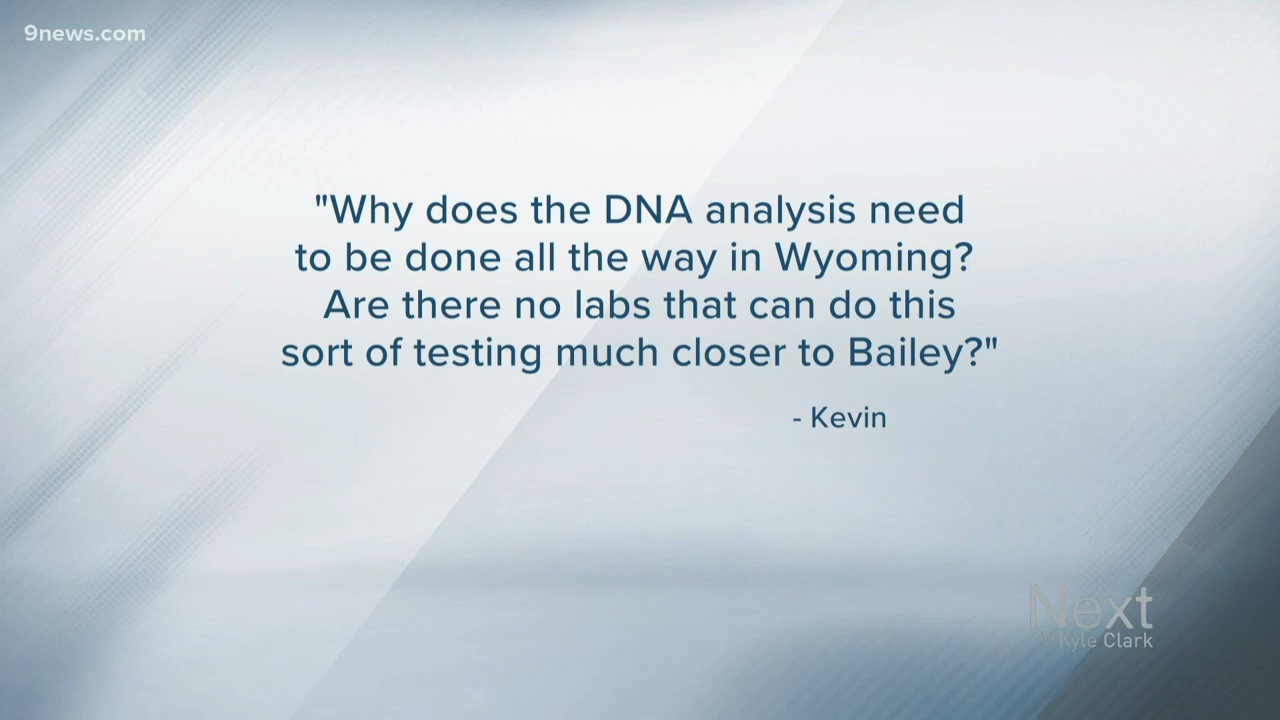 9news.com
"Why does the DNA analysis need
to be done all the way in Wyoming?
Are there no labs that can do this
sort of testing much closer to Bailey?"
- Kevin
Next
Kyle Clark